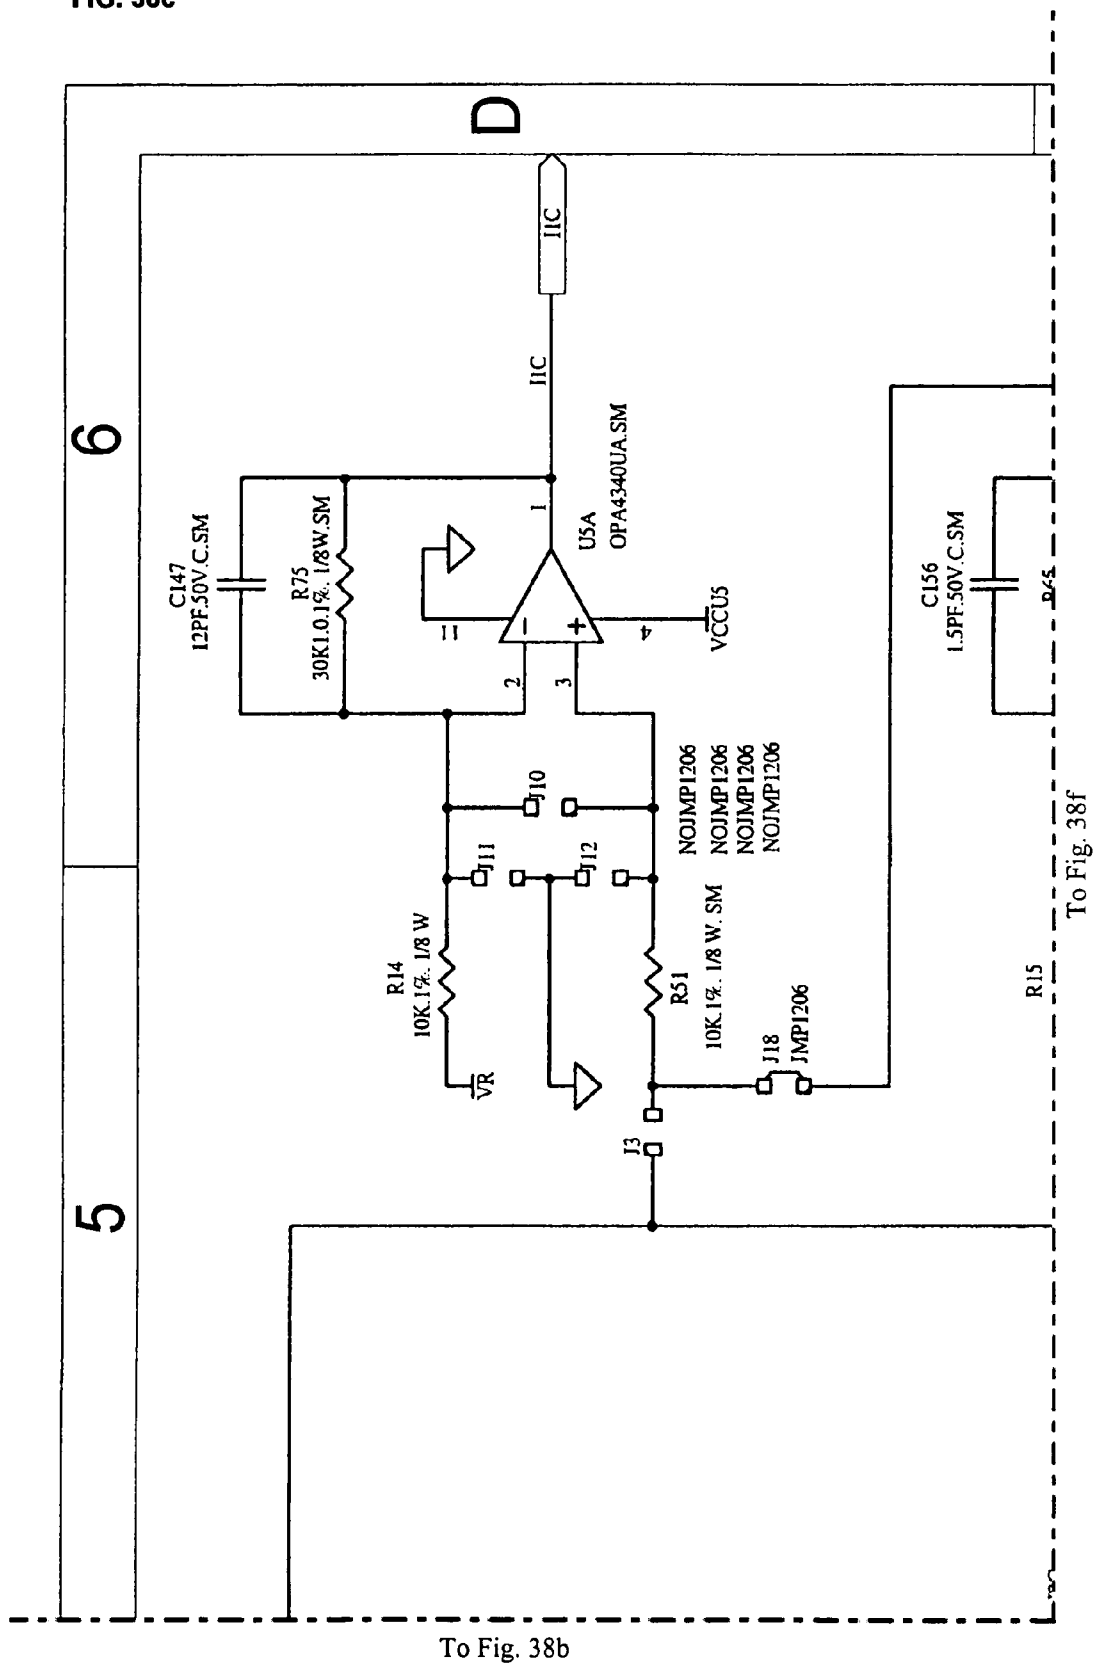 D
6
5
I1C
I1C
C147
12PF.50V.C.SM
R75
30K1.0.1%. 1/8W.SM
11
1
U5A
OPA4340UA.SM
2
3
4
VCCU5
C156
1.5PF.50V.C.SM
J10
J11
J12
NOJMP1206
NOJMP1206
NOJMP1206
NOJMP1206
R14
10K.1%. 1/8 W
VR
R51
10K.1%. 1/8 W. SM
J18
JMP1206
J3
R15
To Fig. 38f
To Fig. 38b